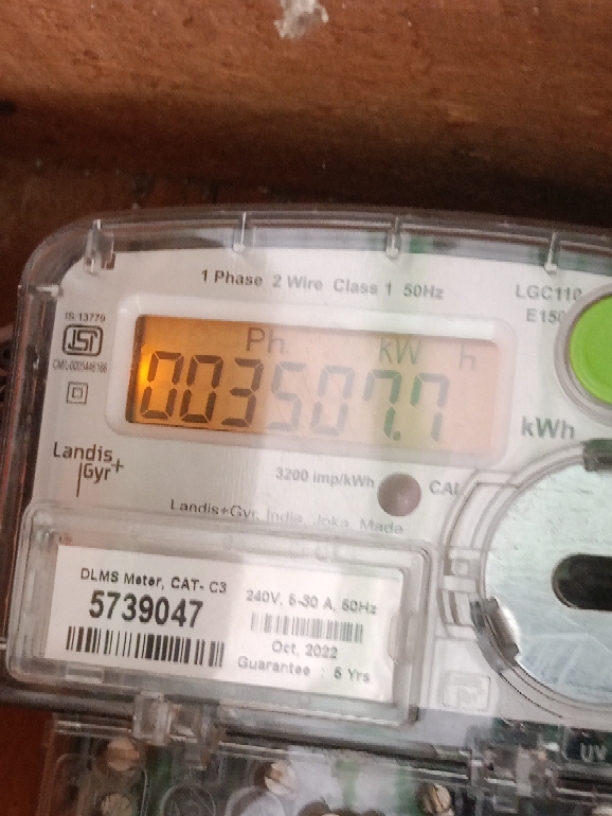 1 Phase 2 Wire Class 1 50Hz
LGC110
E150
IS 13779
ISI
Ph kW h
003507.7
kWh
Landis
Gyr+
3200 imp/kWh
CAL
Landis+Gyr, India, Joka, Made
DLMS Meter, CAT- C3
5739047
240V, 5-30 A, 50Hz
Oct, 2022
Guarantee : 5 Yrs
UV